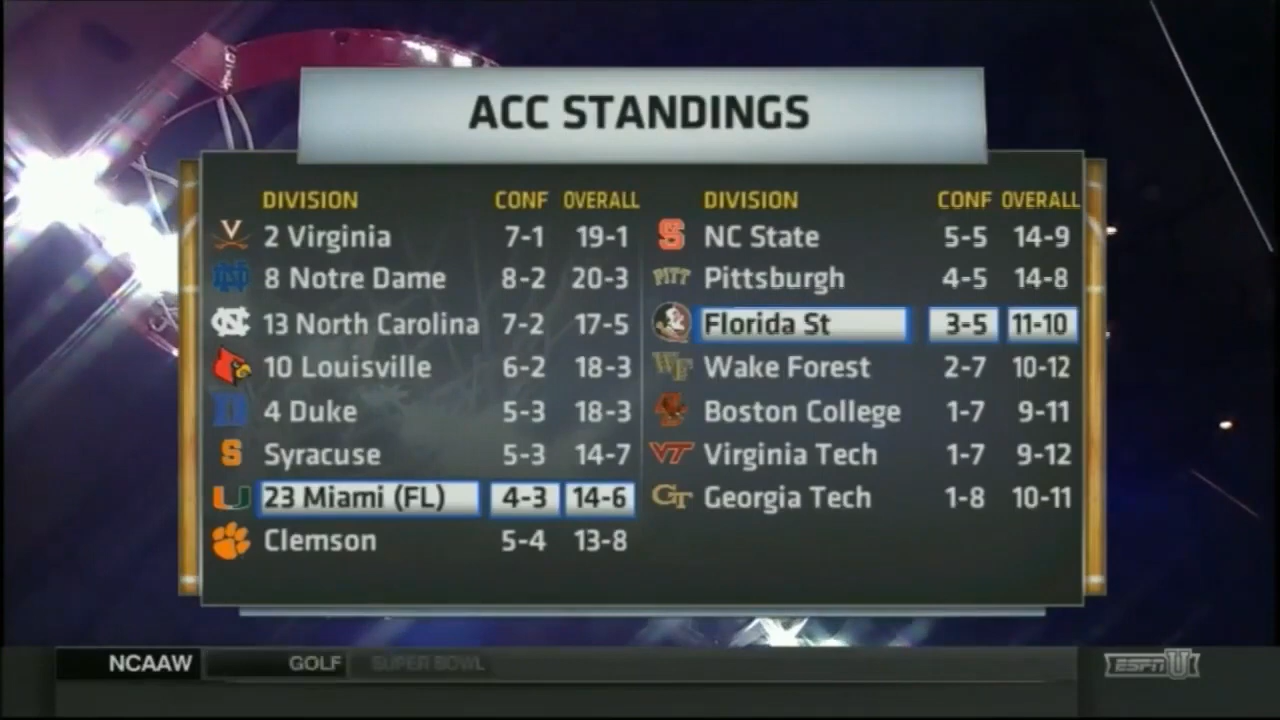 ACC STANDINGS
DIVISION CONF OVERALL
2 Virginia 7-1 19-1
8 Notre Dame 8-2 20-3
13 North Carolina 7-2 17-5
10 Louisville 6-2 18-3
4 Duke 5-3 18-3
Syracuse 5-3 14-7
23 Miami (FL) 4-3 14-6
Clemson 5-4 13-8
DIVISION CONF OVERALL
NC State 5-5 14-9
PITT Pittsburgh 4-5 14-8
Florida St 3-5 11-10
WF Wake Forest 2-7 10-12
Boston College 1-7 9-11
VT Virginia Tech 1-7 9-12
GT Georgia Tech 1-8 10-11
NCAAW GOLF SUPER BOWL
ESPNU